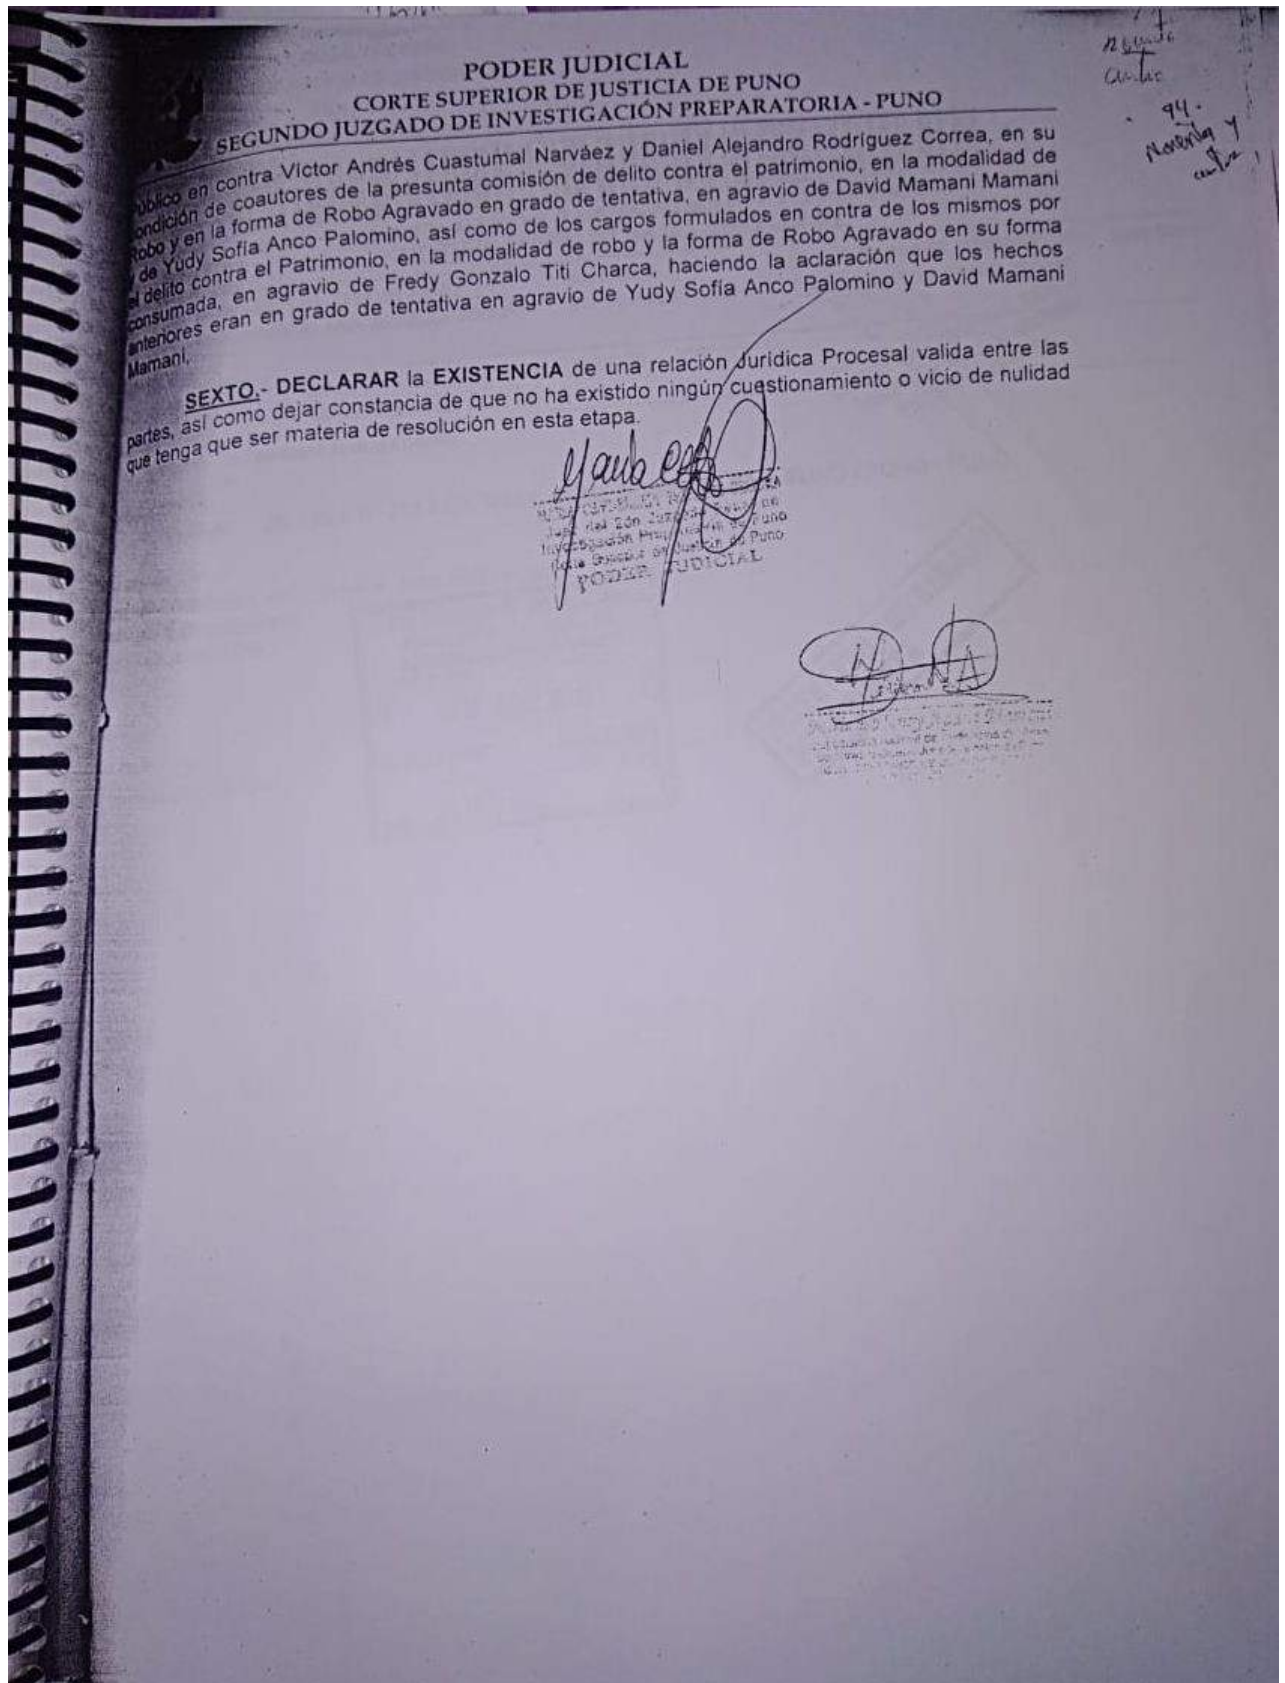 PODER JUDICIAL
CORTE SUPERIOR DE JUSTICIA DE PUNO
SEGUNDO JUZGADO DE INVESTIGACIÓN PREPARATORIA - PUNO
94.
Noventa y
público en contra Víctor Andrés Cuastumal Narváez y Daniel Alejandro Rodríguez Correa, en su
condición de coautores de la presunta comisión de delito contra el patrimonio, en la modalidad de
Robo y en la forma de Robo Agravado en grado de tentativa, en agravio de David Mamani Mamani
y de Yudy Sofía Anco Palomino, así como de los cargos formulados en contra de los mismos por
el delito contra el Patrimonio, en la modalidad de robo y la forma de Robo Agravado en su forma
consumada, en agravio de Fredy Gonzalo Titi Charca, haciendo la aclaración que los hechos
anteriores eran en grado de tentativa en agravio de Yudy Sofía Anco Palomino y David Mamani
Mamani,
SEXTO.- DECLARAR la EXISTENCIA de una relación Jurídica Procesal valida entre las
partes, así como dejar constancia de que no ha existido ningún cuestionamiento o vicio de nulidad
que tenga que ser materia de resolución en esta etapa.
de Puno
PODER JUDICIAL